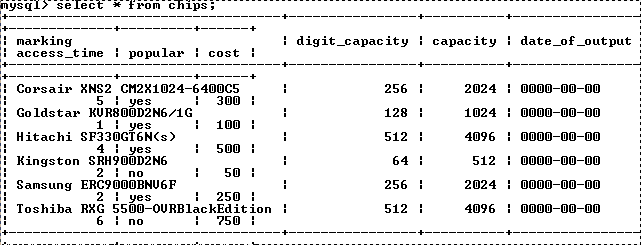 mysql> select * from chips;
+----------------------------------+----------------+----------+----------------+
-+-------------+---------+------+
| marking | digit_capacity | capacity | date_of_output
| access_time | popular | cost |
+----------------------------------+----------------+----------+----------------+
-+-------------+---------+------+
| Corsair XNS2 CM2X1024-6400C5 | 256 | 2024 | 0000-00-00
| 5 | yes | 300 |
| Goldstar KVR800D2N6/1G | 128 | 1024 | 0000-00-00
| 1 | yes | 100 |
| Hitachi SF330GT6N(s) | 512 | 4096 | 0000-00-00
| 4 | yes | 500 |
| Kingston SRH900D2N6 | 64 | 512 | 0000-00-00
| 2 | no | 50 |
| Samsung ERC9000BNV6F | 256 | 2024 | 0000-00-00
| 2 | yes | 250 |
| Toshiba RXG 5500-OVRBlackEdition | 512 | 4096 | 0000-00-00
| 6 | no | 750 |